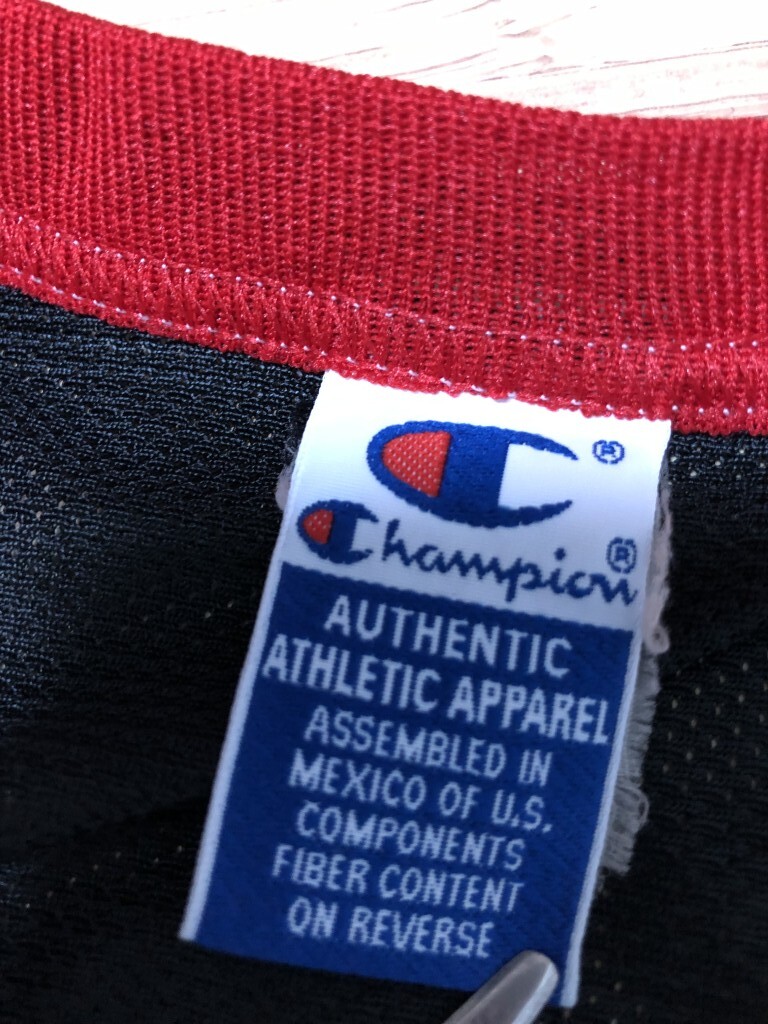 ®
Champion®
AUTHENTIC
ATHLETIC APPAREL
ASSEMBLED IN
MEXICO OF U.S.
COMPONENTS
FIBER CONTENT
ON REVERSE